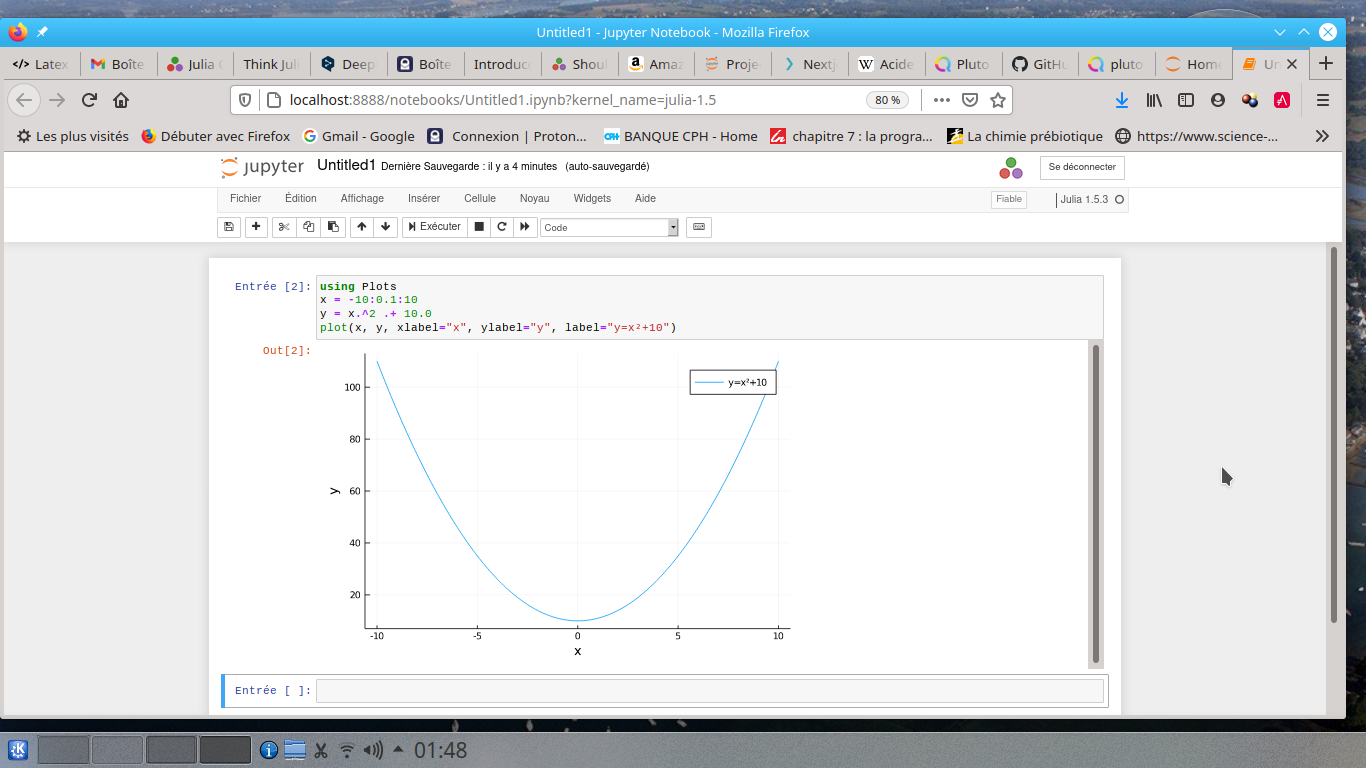 Untitled1 - Jupyter Notebook - Mozilla Firefox
</> Latex Boîte Julia Think Jul Deep Boîte Introduc Shou Amaz Proje Nextj Acide Pluto GitHu pluto Home Un
localhost:8888/notebooks/Untitled1.ipynb?kernel_name=julia-1.5 80 %
Les plus visités Débuter avec Firefox Gmail - Google Connexion | Proton... BANQUE CPH - Home chapitre 7 : la progra... La chimie prébiotique https://www.science-...
jupyter Untitled1 Dernière Sauvegarde : il y a 4 minutes (auto-sauvegardé) Se déconnecter
Fichier Édition Affichage Insérer Cellule Noyau Widgets Aide Fiable Julia 1.5.3
Exécuter Code
Entrée [2]: using Plots
x = -10:0.1:10
y = x.^2 .+ 10.0
plot(x, y, xlabel="x", ylabel="y", label="y=x²+10")
Out[2]:
y=x²+10
100
80
y 60
40
20
-10 -5 0 5 10
x
Entrée [ ]:
01:48